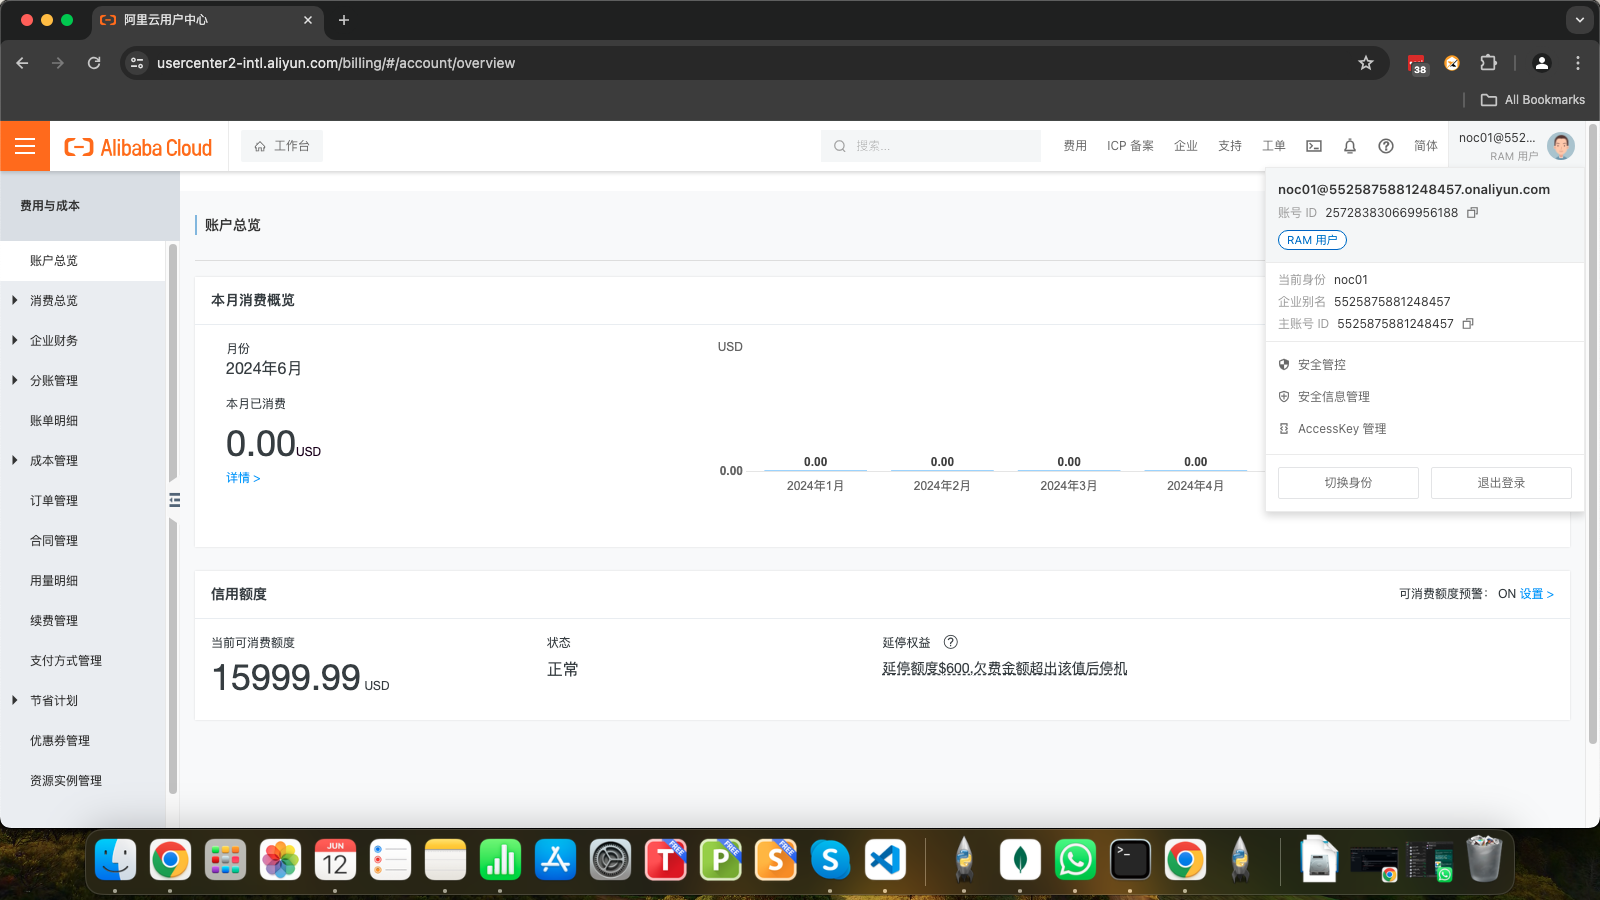 阿里云用户中心
usercenter2-intl.aliyun.com/billing/#/account/overview
38
All Bookmarks
Alibaba Cloud
工作台
搜索...
费用
ICP 备案
企业
支持
工单
简体
noc01@552...
RAM 用户
noc01@5525875881248457.onaliyun.com
账号 ID 257283830669956188
RAM 用户
当前身份 noc01
企业别名 5525875881248457
主账号 ID 5525875881248457
安全管控
安全信息管理
AccessKey 管理
切换身份
退出登录
费用与成本
账户总览
消费总览
企业财务
分账管理
账单明细
成本管理
订单管理
合同管理
用量明细
续费管理
支付方式管理
节省计划
优惠券管理
资源实例管理
账户总览
本月消费概览
月份
2024年6月
本月已消费
0.00USD
详情 >
USD
0.00
0.00
0.00
0.00
0.00
2024年1月
2024年2月
2024年3月
2024年4月
信用额度
可消费额度预警： ON 设置 >
当前可消费额度
15999.99 USD
状态
正常
延停权益
延停额度$600,欠费金额超出该值后停机
JUN
12
T
FREE
P
FREE
S
FREE
S
>_